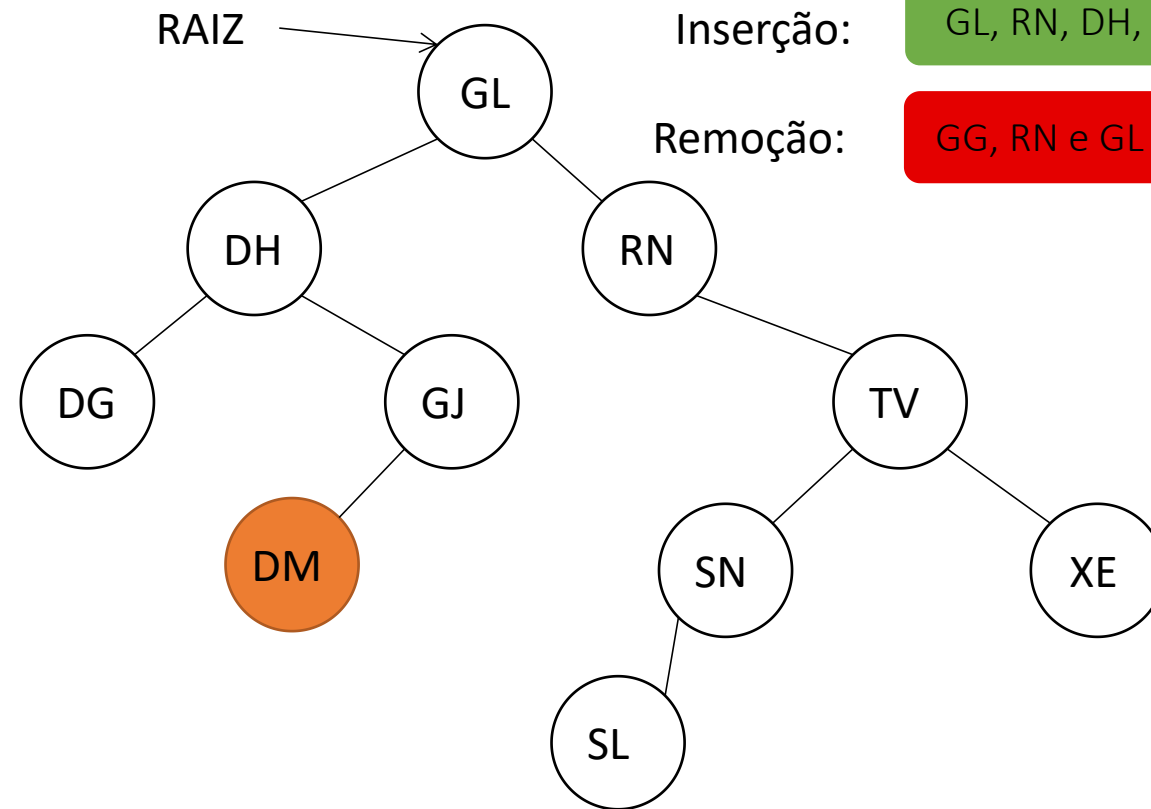 RAIZ
Inserção:
GL, RN, DH,
Remoção:
GG, RN e GL
GL
DH
RN
DG
GJ
TV
DM
SN
XE
SL